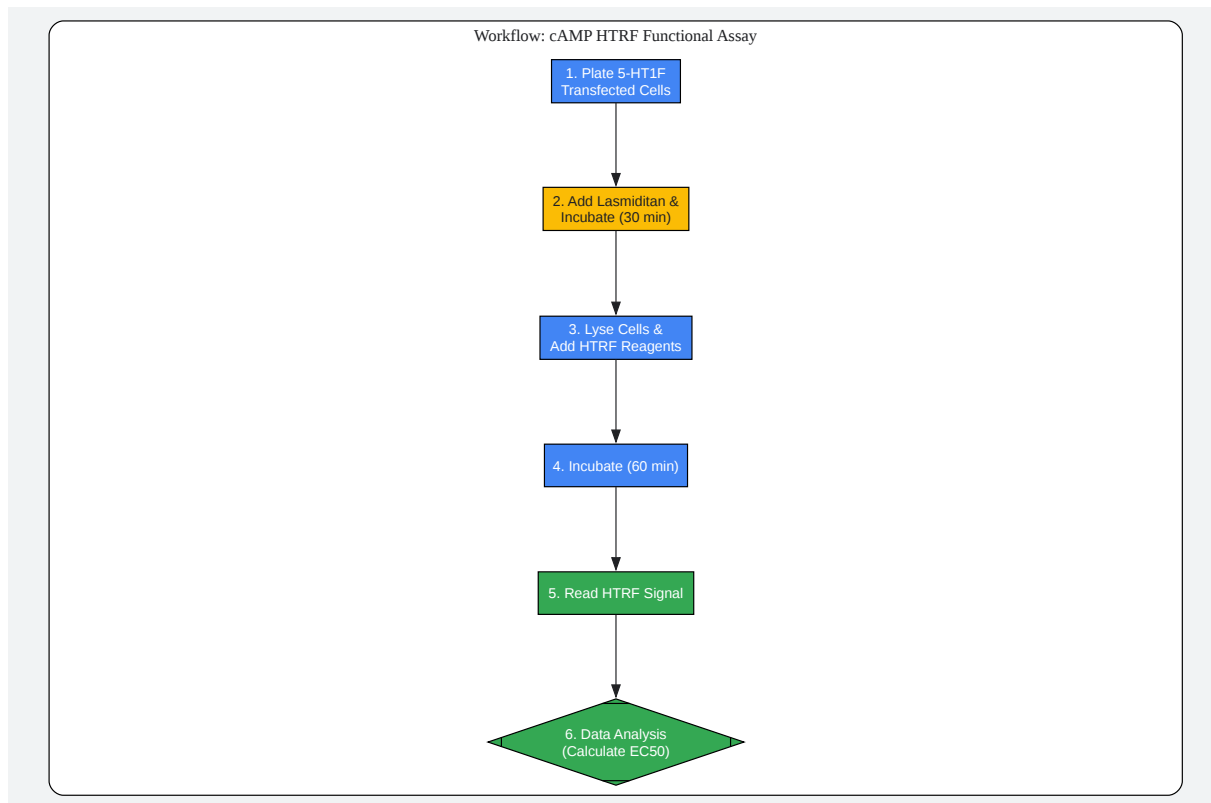 Workflow: cAMP HTRF Functional Assay
1. Plate 5-HT1F
Transfected Cells
2. Add Lasmiditan &
Incubate (30 min)
3. Lyse Cells &
Add HTRF Reagents
4. Incubate (60 min)
5. Read HTRF Signal
6. Data Analysis
(Calculate EC50)